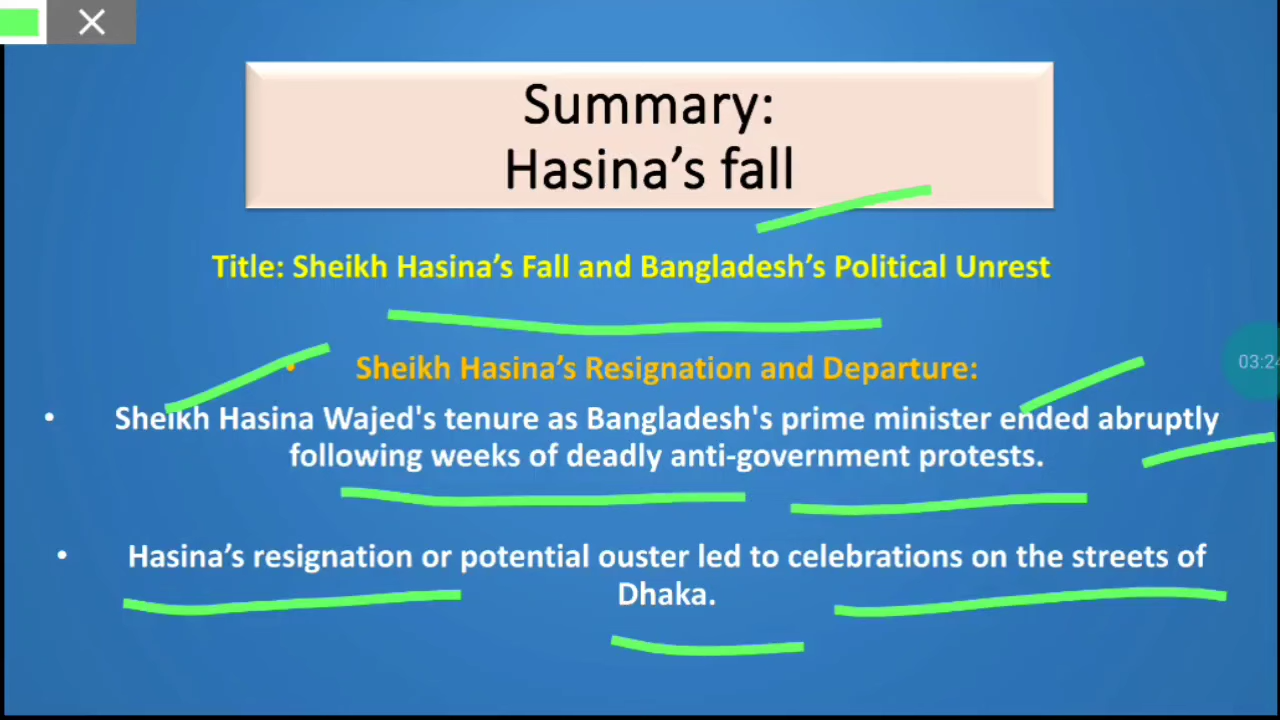 Summary:
Hasina’s fall
Title: Sheikh Hasina’s Fall and Bangladesh’s Political Unrest
• Sheikh Hasina’s Resignation and Departure:
• Sheikh Hasina Wajed's tenure as Bangladesh's prime minister ended abruptly
following weeks of deadly anti-government protests.
• Hasina’s resignation or potential ouster led to celebrations on the streets of
Dhaka.